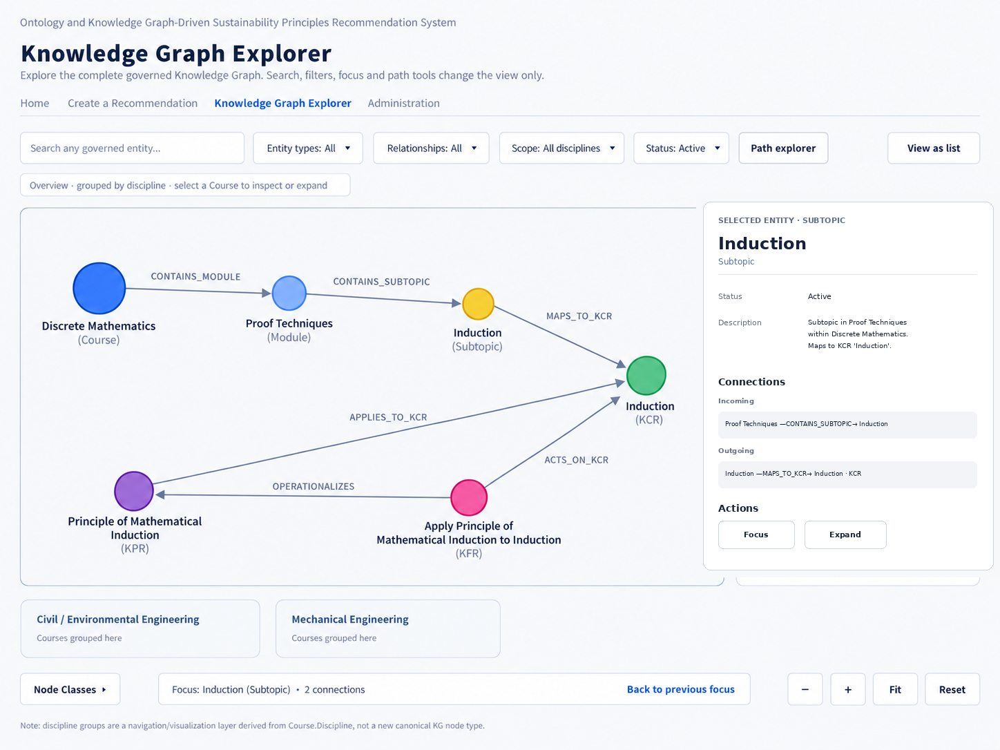 Ontology and Knowledge Graph-Driven Sustainability Principles Recommendation System
Knowledge Graph Explorer
Explore the complete governed Knowledge Graph. Search, filters, focus and path tools change the view only.
Home Create a Recommendation Knowledge Graph Explorer Administration
Search any governed entity... Entity types: All ▾ Relationships: All ▾ Scope: All disciplines ▾ Status: Active ▾ Path explorer View as list
Overview · grouped by discipline · select a Course to inspect or expand
CONTAINS_MODULE
CONTAINS_SUBTOPIC
MAPS_TO_KCR
Discrete Mathematics
(Course)
Proof Techniques
(Module)
Induction
(Subtopic)
Induction
(KCR)
APPLIES_TO_KCR
ACTS_ON_KCR
OPERATIONALIZES
Principle of Mathematical
Induction
(KPR)
Apply Principle of
Mathematical Induction to Induction
(KFR)
SELECTED ENTITY · SUBTOPIC
Induction
Subtopic
Status Active
Description Subtopic in Proof Techniques
within Discrete Mathematics.
Maps to KCR 'Induction'.
Connections
Incoming
Proof Techniques —CONTAINS_SUBTOPIC→ Induction
Outgoing
Induction —MAPS_TO_KCR→ Induction · KCR
Actions
Focus Expand
Civil / Environmental Engineering
Courses grouped here
Mechanical Engineering
Courses grouped here
Node Classes ▸ Focus: Induction (Subtopic) • 2 connections Back to previous focus − + Fit Reset
Note: discipline groups are a navigation/visualization layer derived from Course.Discipline, not a new canonical KG node type.